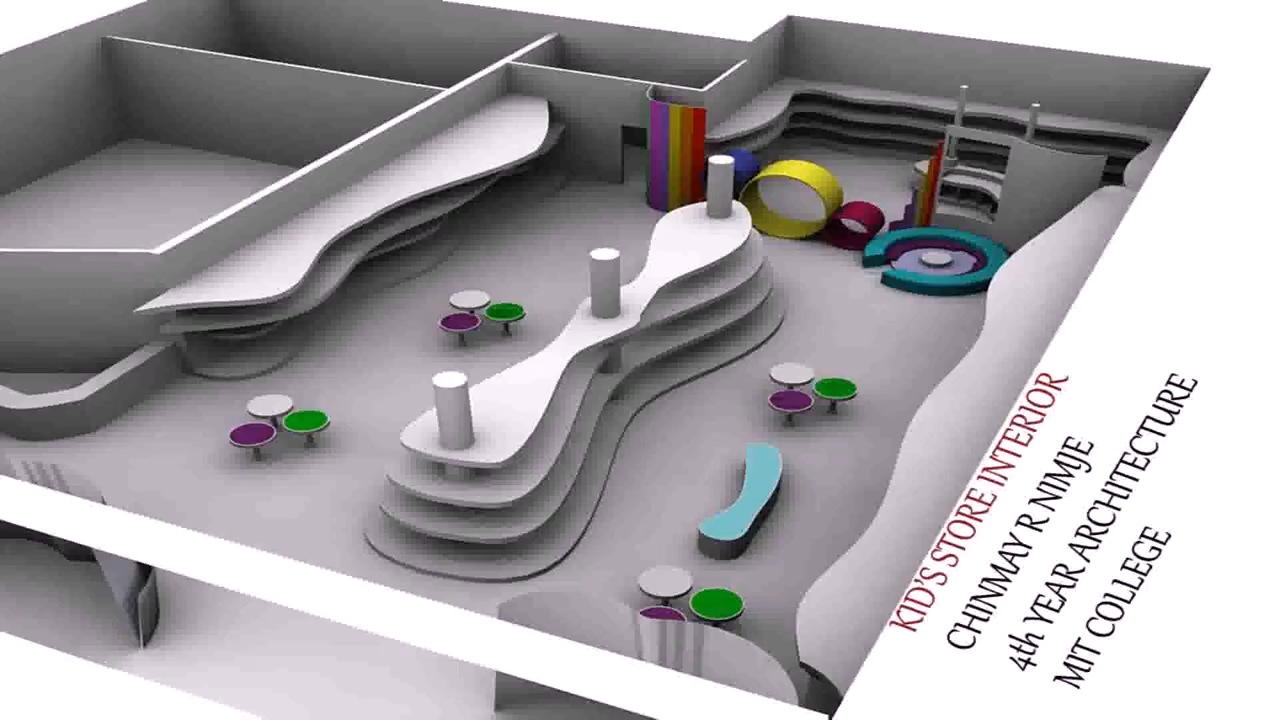 KID'S STORE INTERIOR
CHINMAY R NIMJE
4th YEAR ARCHITECTURE
MIT COLLEGE